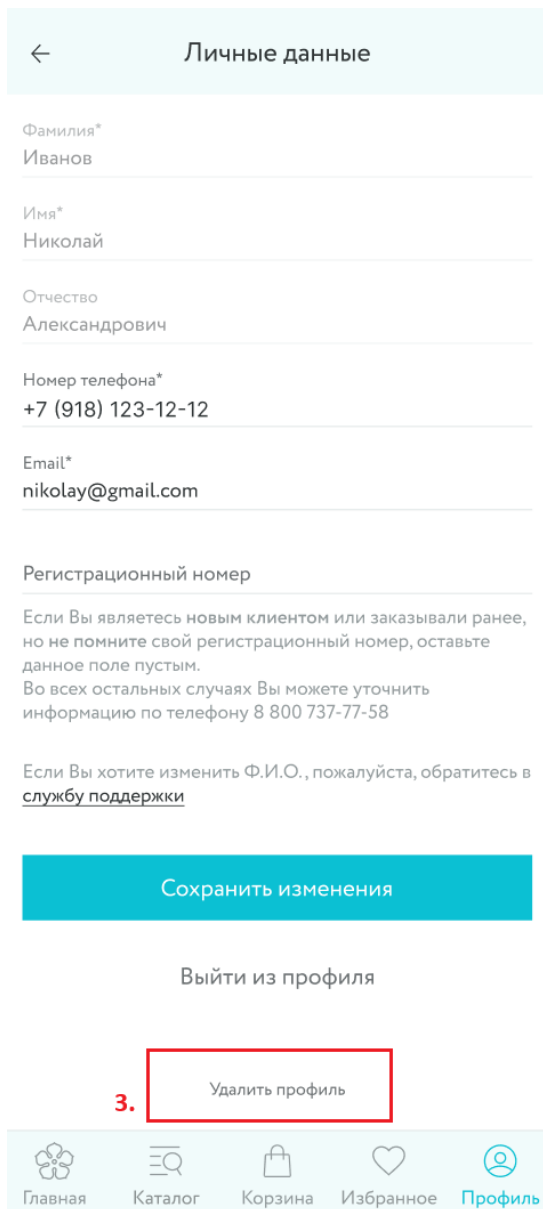 Личные данные
Фамилия*
Иванов
Имя*
Николай
Отчество
Александрович
Номер телефона*
+7 (918) 123-12-12
Email*
nikolay@gmail.com
Регистрационный номер
Если Вы являетесь новым клиентом или заказывали ранее,
но не помните свой регистрационный номер, оставьте
данное поле пустым.
Во всех остальных случаях Вы можете уточнить
информацию по телефону 8 800 737-77-58
Если Вы хотите изменить Ф.И.О., пожалуйста, обратитесь в
службу поддержки
Сохранить изменения
Выйти из профиля
3. Удалить профиль
Главная Каталог Корзина Избранное Профиль